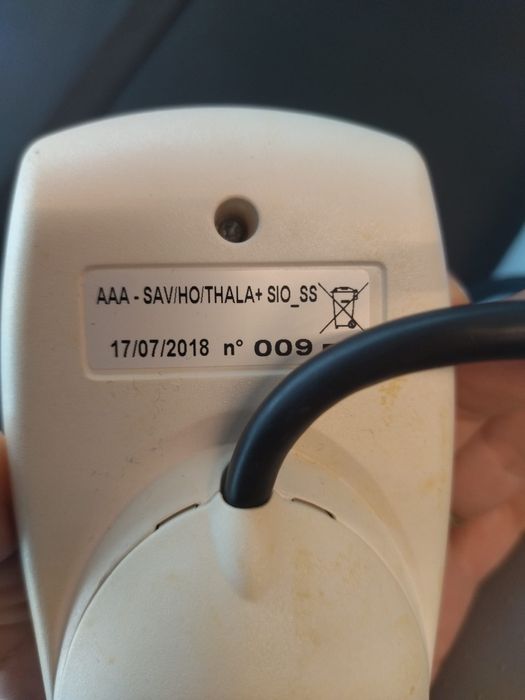 AAA - SAV/HO/THALA+ SIO_SS
17/07/2018 n° 009